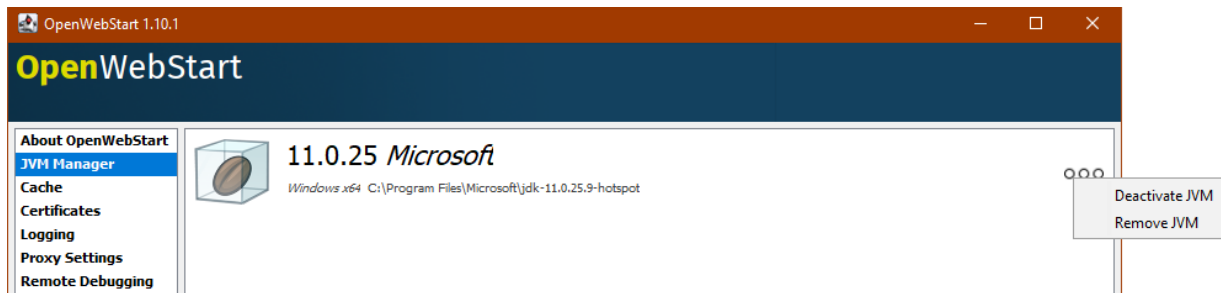 OpenWebStart 1.10.1
OpenWebStart
About OpenWebStart
JVM Manager
Cache
Certificates
Logging
Proxy Settings
Remote Debugging
11.0.25 Microsoft
Windows x64 C:\Program Files\Microsoft\jdk-11.0.25.9-hotspot
Deactivate JVM
Remove JVM